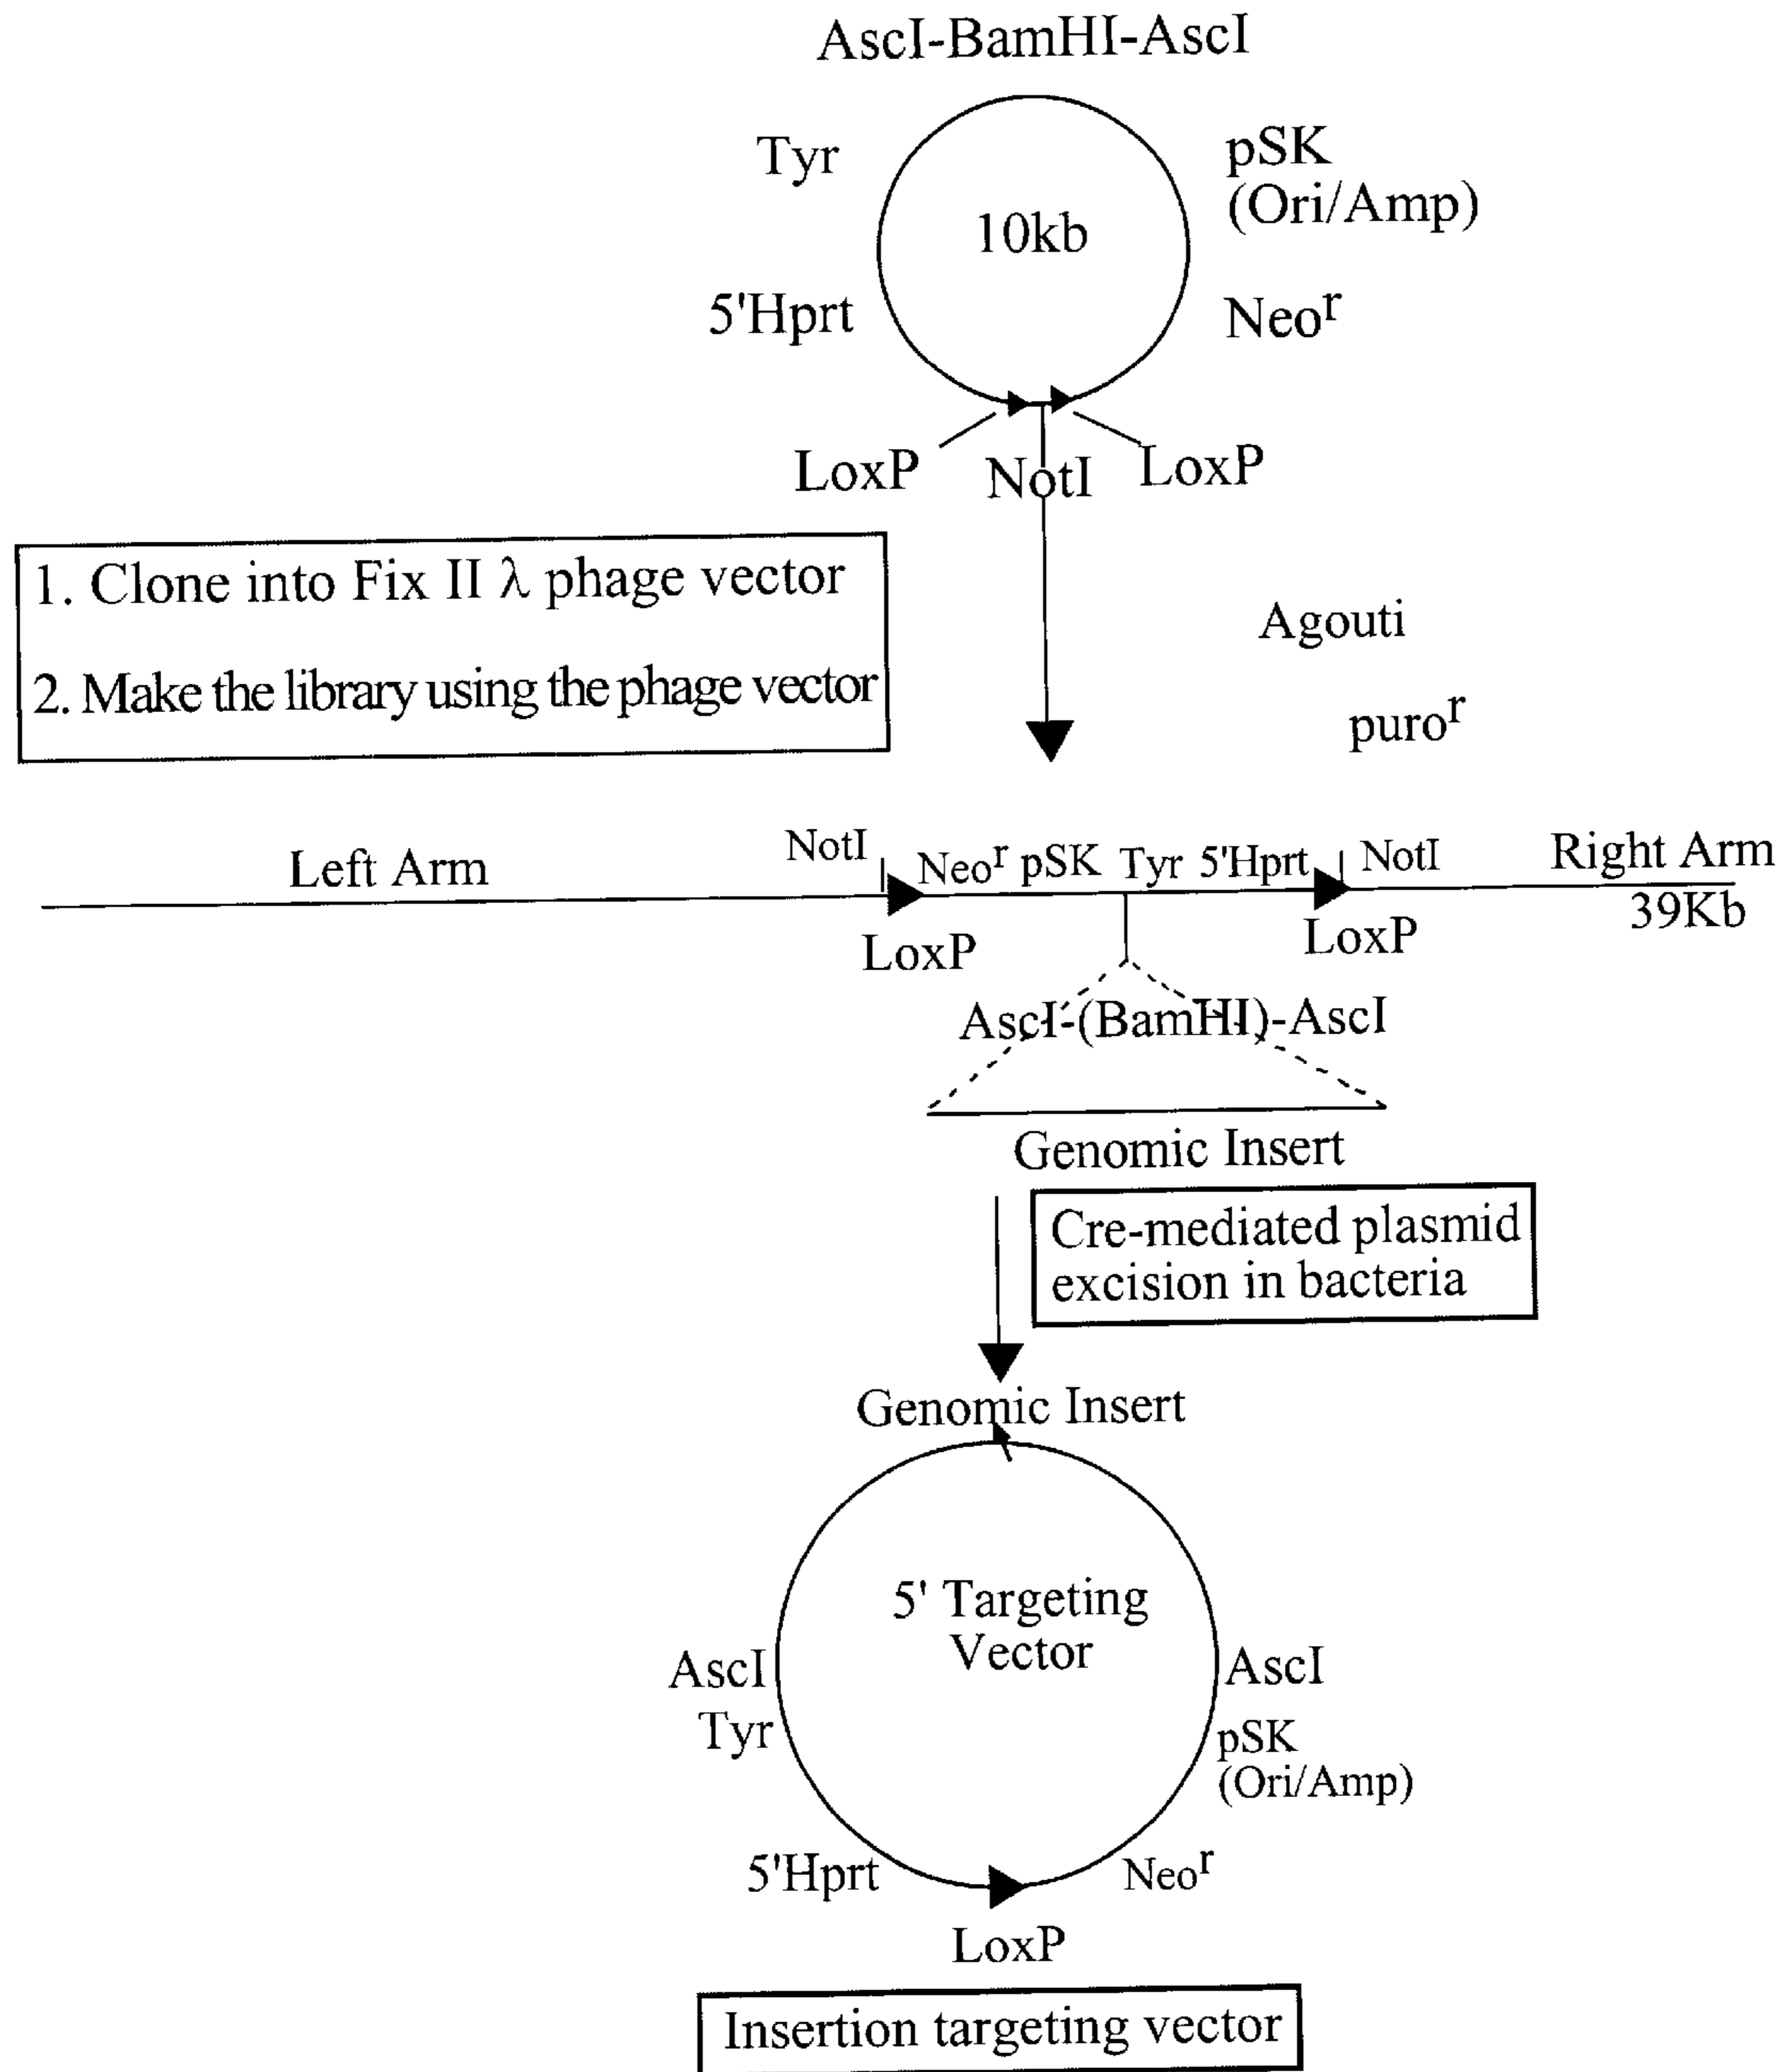 AscI-BamHI-AscI
Tyr
pSK
(Ori/Amp)
10kb
5'Hprt
Neoʳ
LoxP
NotI
LoxP
1. Clone into Fix II λ phage vector
2. Make the library using the phage vector
Agouti
puroʳ
Left Arm
NotI
Neoʳ pSK Tyr 5'Hprt
NotI
Right Arm
39Kb
LoxP
LoxP
AscI-(BamHI)-AscI
Genomic Insert
Cre-mediated plasmid
excision in bacteria
Genomic Insert
5' Targeting
Vector
AscI
AscI
Tyr
pSK
(Ori/Amp)
5'Hprt
Neoʳ
LoxP
Insertion targeting vector